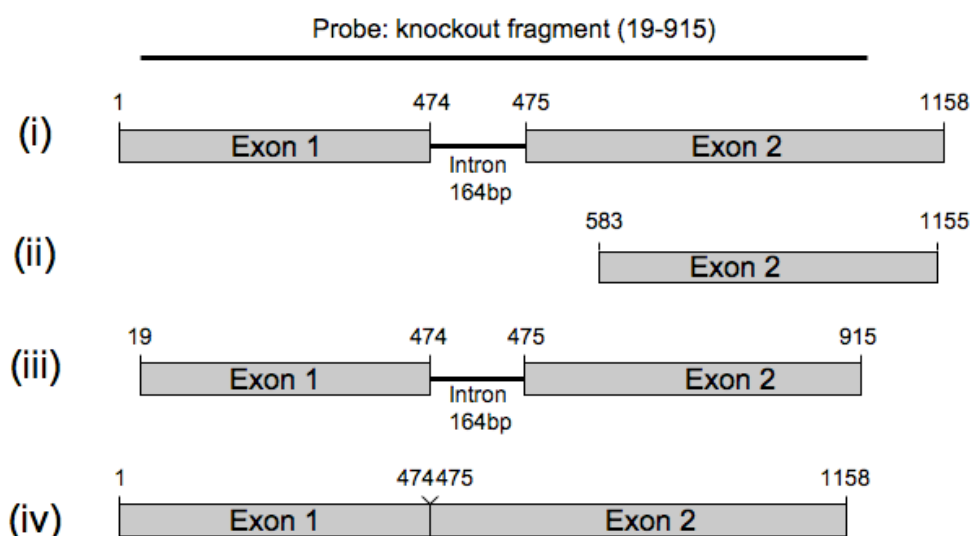 Probe: knockout fragment (19-915)
1 474 475 1158
(i) Exon 1 Exon 2
Intron
164bp
583 1155
(ii) Exon 2
19 474 475 915
(iii) Exon 1 Exon 2
Intron
164bp
1 474475 1158
(iv) Exon 1 Exon 2